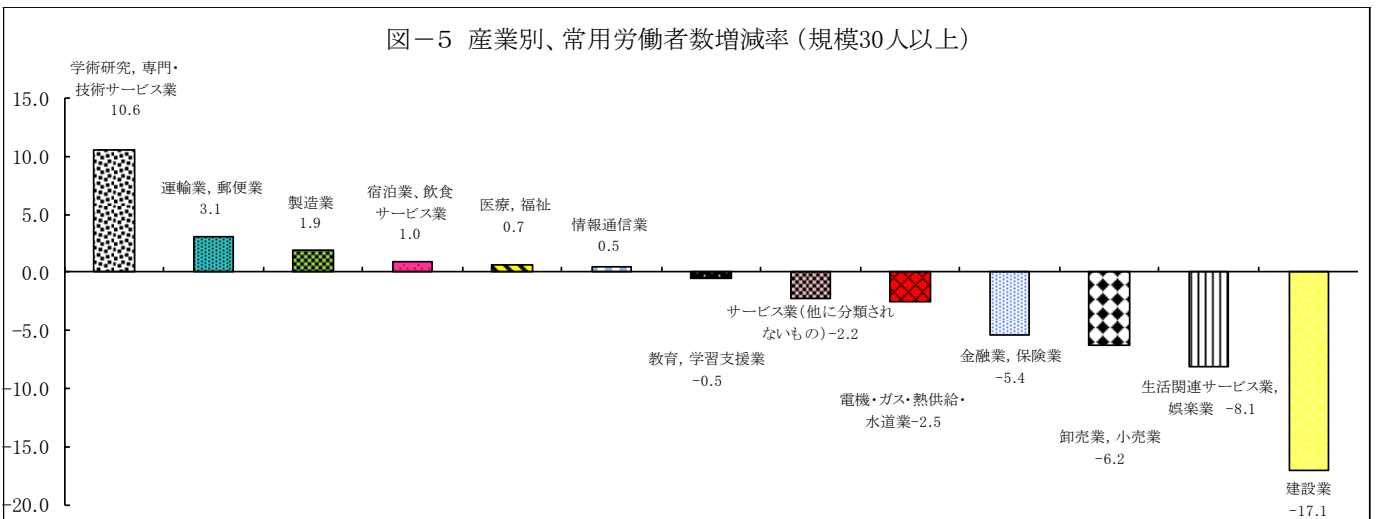 図－5 産業別、常用労働者数増減率（規模30人以上）
学術研究, 専門・
技術サービス業
10.6
運輸業, 郵便業
3.1
製造業
1.9
宿泊業、飲食
サービス業
1.0
医療, 福祉
0.7
情報通信業
0.5
教育, 学習支援業
-0.5
サービス業（他に分類され
ないもの）-2.2
電機・ガス・熱供給・
水道業-2.5
金融業, 保険業
-5.4
卸売業, 小売業
-6.2
生活関連サービス業,
娯楽業 -8.1
建設業
-17.1
15.0
10.0
5.0
0.0
-5.0
-10.0
-15.0
-20.0